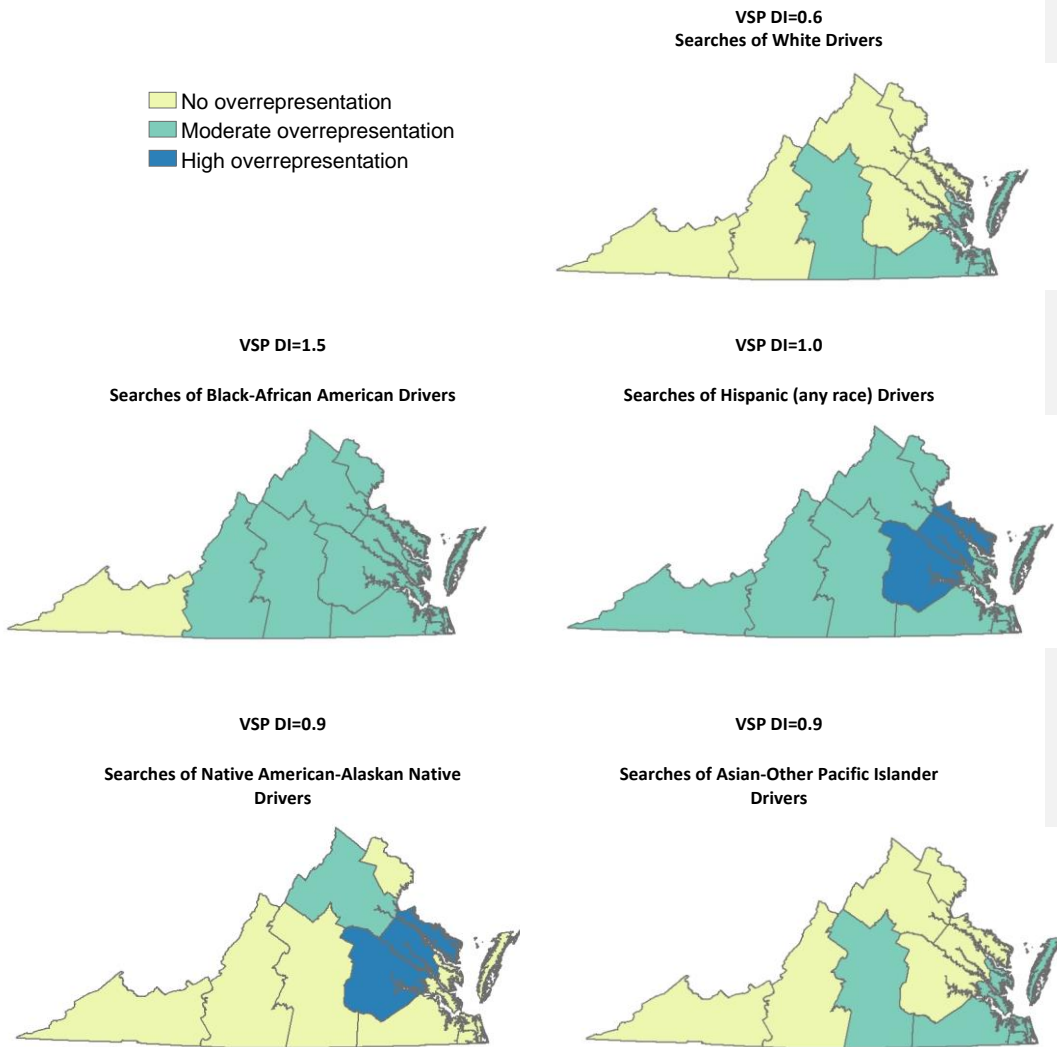 VSP DI=0.6
Searches of White Drivers
No overrepresentation
Moderate overrepresentation
High overrepresentation
VSP DI=1.5
Searches of Black-African American Drivers
VSP DI=1.0
Searches of Hispanic (any race) Drivers
VSP DI=0.9
Searches of Native American-Alaskan Native
Drivers
VSP DI=0.9
Searches of Asian-Other Pacific Islander
Drivers